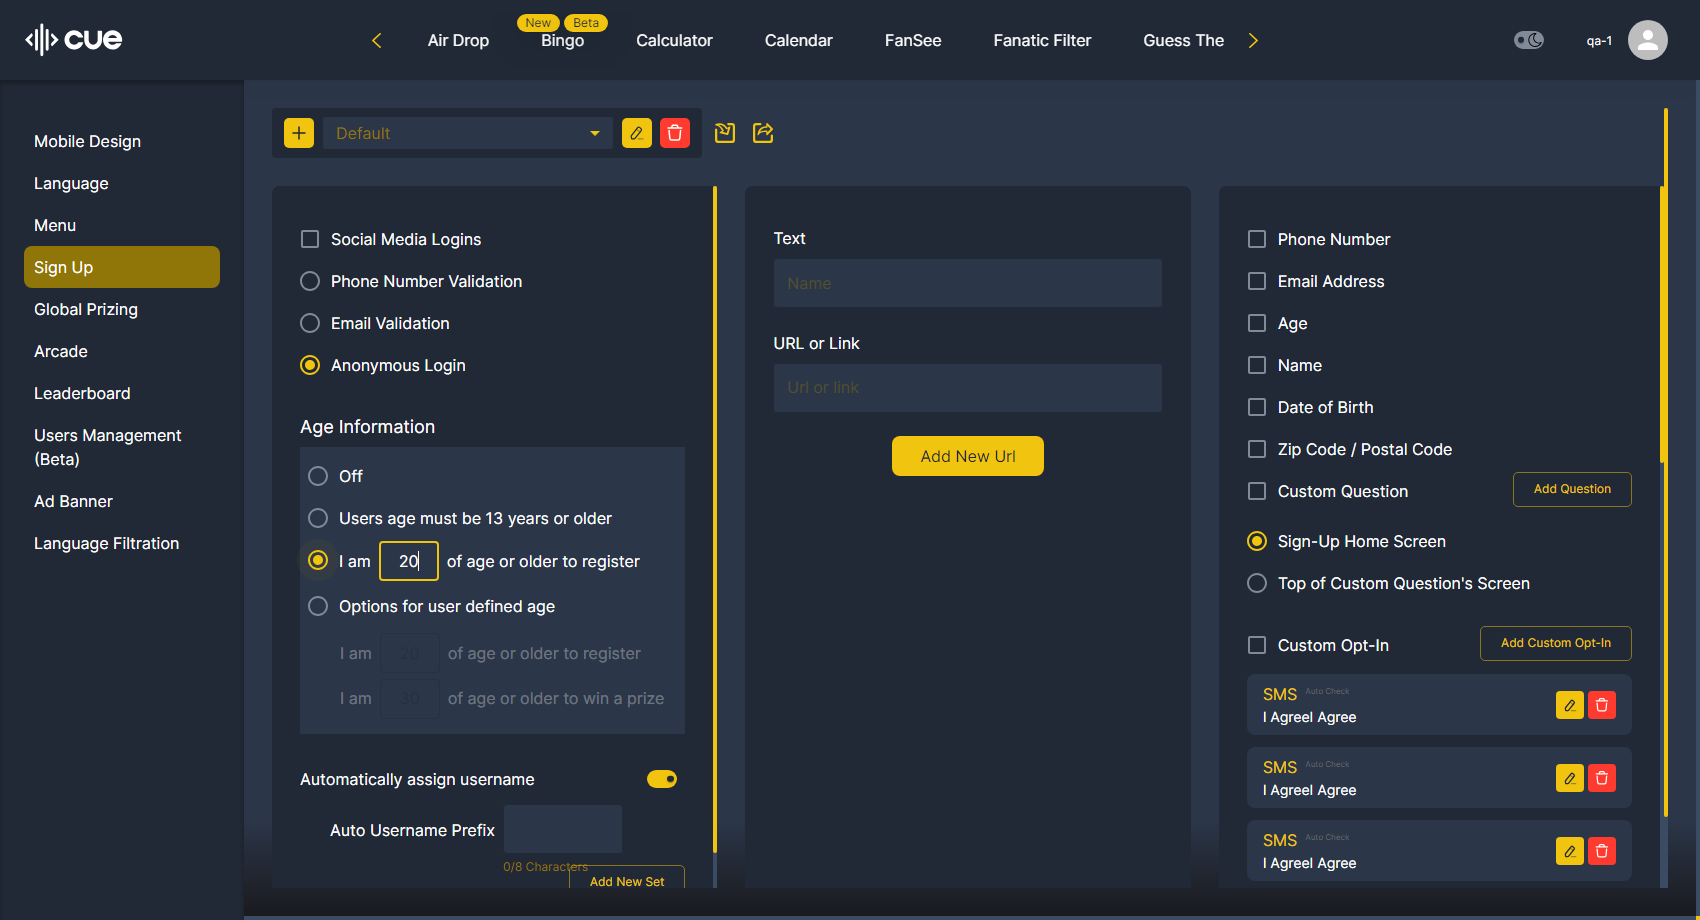 cue
New
Beta
Air Drop
Bingo
Calculator
Calendar
FanSee
Fanatic Filter
Guess The
qa-1
Mobile Design
Language
Menu
Sign Up
Global Prizing
Arcade
Leaderboard
Users Management
(Beta)
Ad Banner
Language Filtration
Default
Social Media Logins
Phone Number Validation
Email Validation
Anonymous Login
Age Information
Off
Users age must be 13 years or older
I am 20 of age or older to register
Options for user defined age
I am 20 of age or older to register
I am 30 of age or older to win a prize
Automatically assign username
Auto Username Prefix
0/8 Characters
Add New Set
Text
Name
URL or Link
Url or link
Add New Url
Phone Number
Email Address
Age
Name
Date of Birth
Zip Code / Postal Code
Custom Question
Add Question
Sign-Up Home Screen
Top of Custom Question's Screen
Custom Opt-In
Add Custom Opt-In
SMS Auto Check
I AgreeI Agree
SMS Auto Check
I AgreeI Agree
SMS Auto Check
I AgreeI Agree